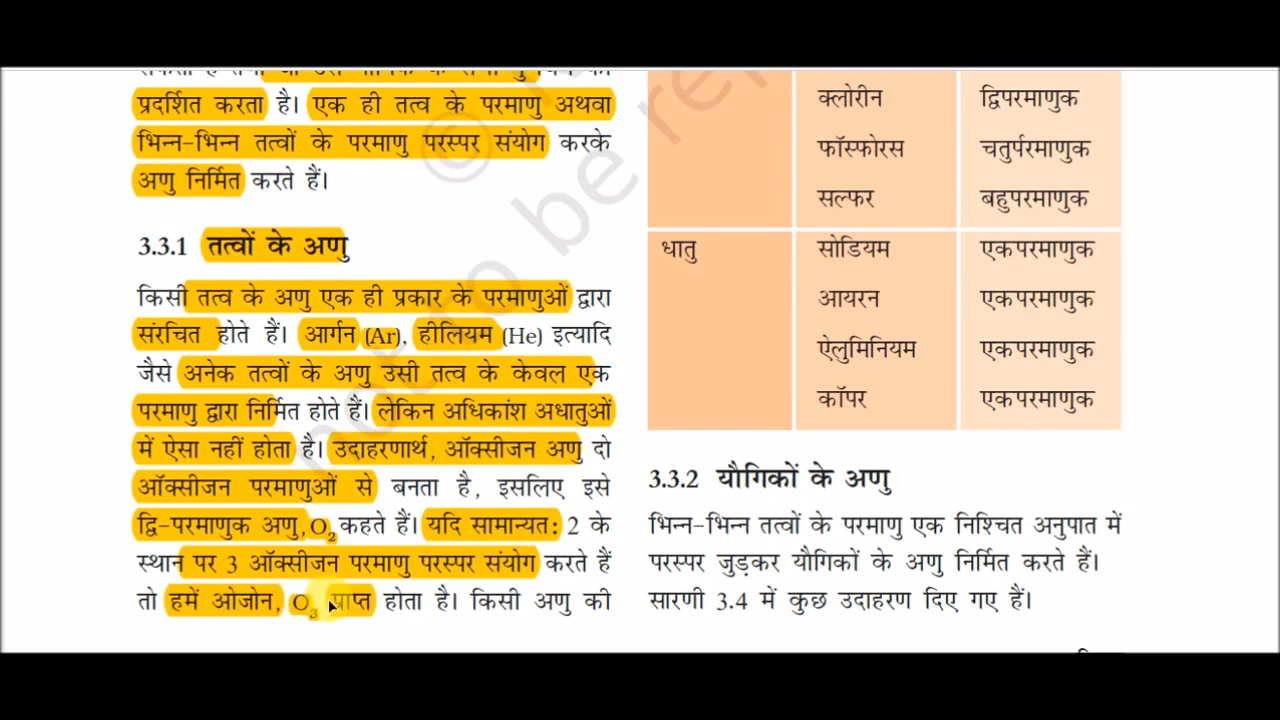 प्रदर्शित करता है। एक ही तत्व के परमाणु अथवा
भिन्न-भिन्न तत्वों के परमाणु परस्पर संयोग करके
अणु निर्मित करते हैं।
3.3.1 तत्वों के अणु
किसी तत्व के अणु एक ही प्रकार के परमाणुओं द्वारा
संरचित होते हैं। आर्गन (Ar), हीलियम (He) इत्यादि
जैसे अनेक तत्वों के अणु उसी तत्व के केवल एक
परमाणु द्वारा निर्मित होते हैं। लेकिन अधिकांश अधातुओं
में ऐसा नहीं होता है। उदाहरणार्थ, ऑक्सीजन अणु दो
ऑक्सीजन परमाणुओं से बनता है, इसलिए इसे
द्वि-परमाणुक अणु, O₂ कहते हैं। यदि सामान्यत: 2 के
स्थान पर 3 ऑक्सीजन परमाणु परस्पर संयोग करते हैं
तो हमें ओजोन, O₃ प्राप्त होता है। किसी अणु की
क्लोरीन द्विपरमाणुक
फॉस्फोरस चतुर्परमाणुक
सल्फर बहुपरमाणुक
धातु सोडियम एकपरमाणुक
आयरन एकपरमाणुक
ऐलुमिनियम एकपरमाणुक
कॉपर एकपरमाणुक
3.3.2 यौगिकों के अणु
भिन्न-भिन्न तत्वों के परमाणु एक निश्चित अनुपात में
परस्पर जुड़कर यौगिकों के अणु निर्मित करते हैं।
सारणी 3.4 में कुछ उदाहरण दिए गए हैं।
©
not to be re